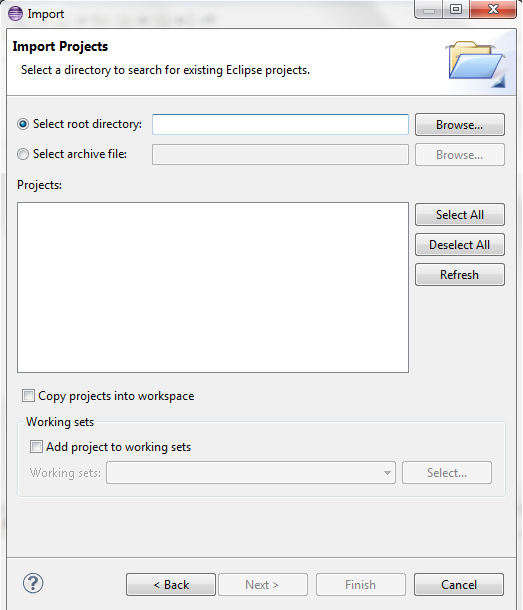 Import
Import Projects
Select a directory to search for existing Eclipse projects.
Select root directory:
Browse...
Select archive file:
Browse...
Projects:
Select All
Deselect All
Refresh
Copy projects into workspace
Working sets
Add project to working sets
Working sets:
Select...
?
< Back
Next >
Finish
Cancel